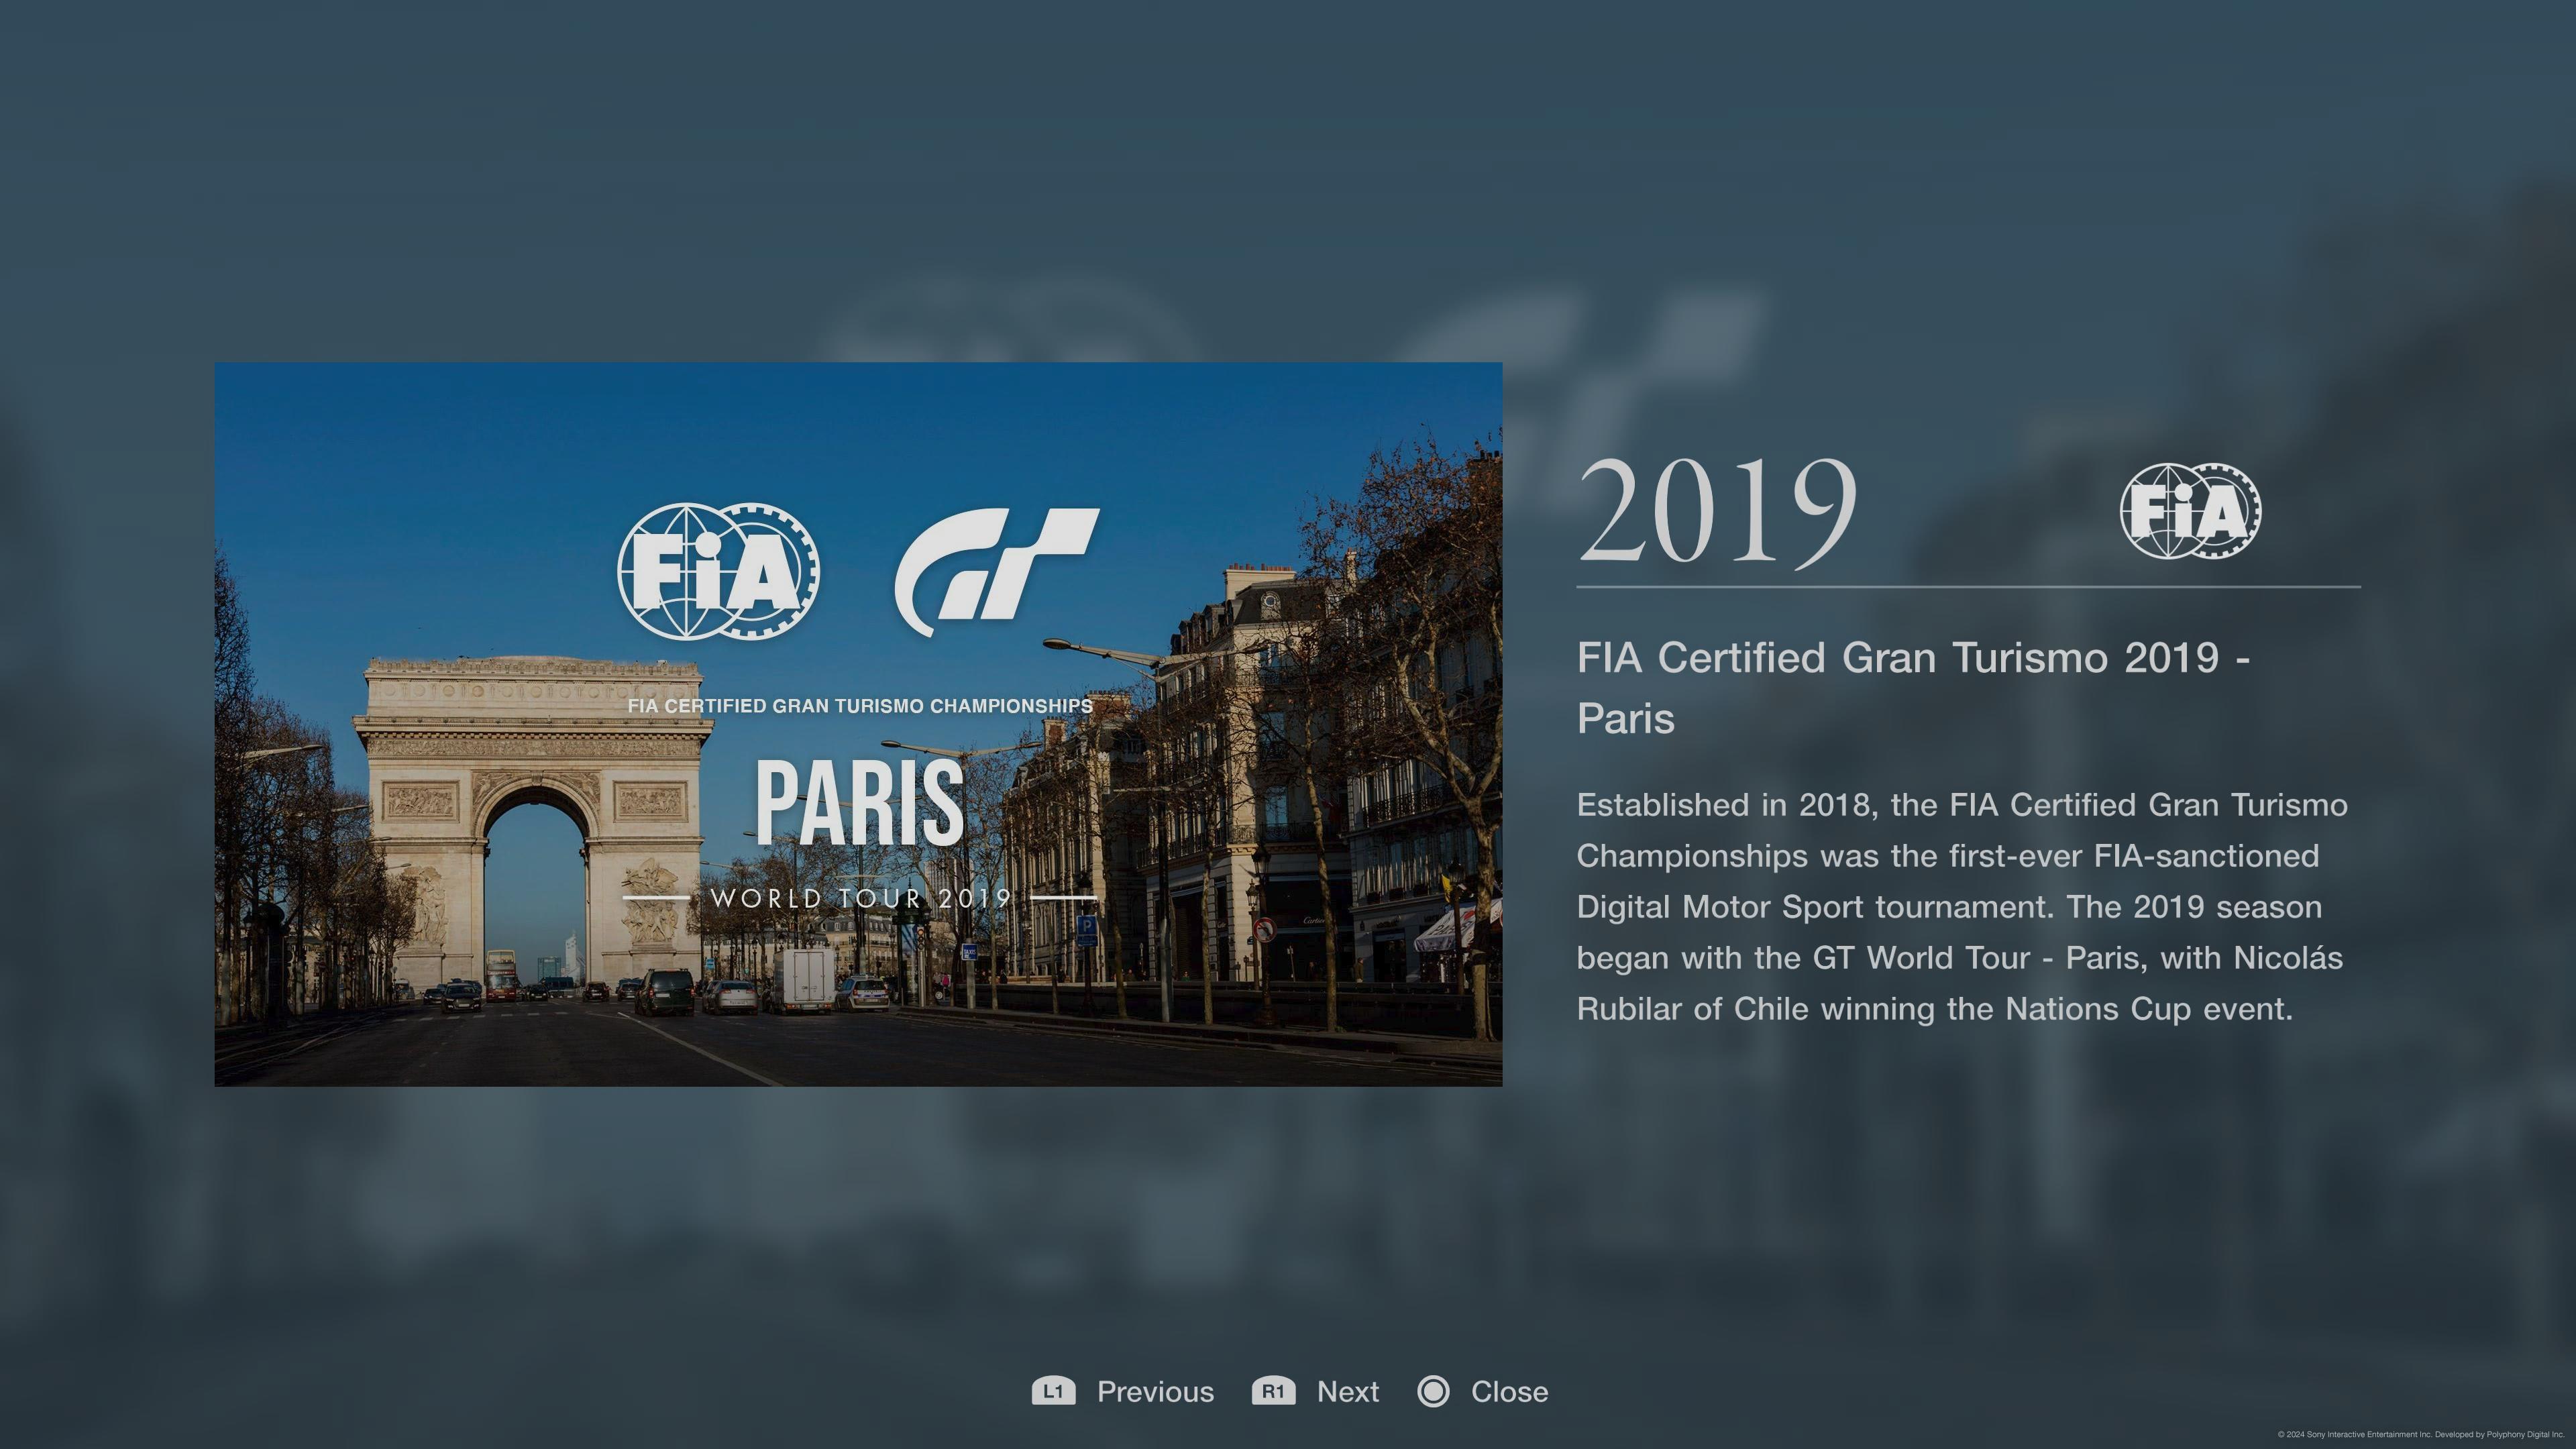 FiA GT
FIA CERTIFIED GRAN TURISMO CHAMPIONSHIPS
PARIS
WORLD TOUR 2019
P
Cartier
2019
FiA
FIA Certified Gran Turismo 2019 -
Paris
Established in 2018, the FIA Certified Gran Turismo
Championships was the first-ever FIA-sanctioned
Digital Motor Sport tournament. The 2019 season
began with the GT World Tour - Paris, with Nicolás
Rubilar of Chile winning the Nations Cup event.
L1 Previous R1 Next Close
© 2024 Sony Interactive Entertainment Inc. Developed by Polyphony Digital Inc.